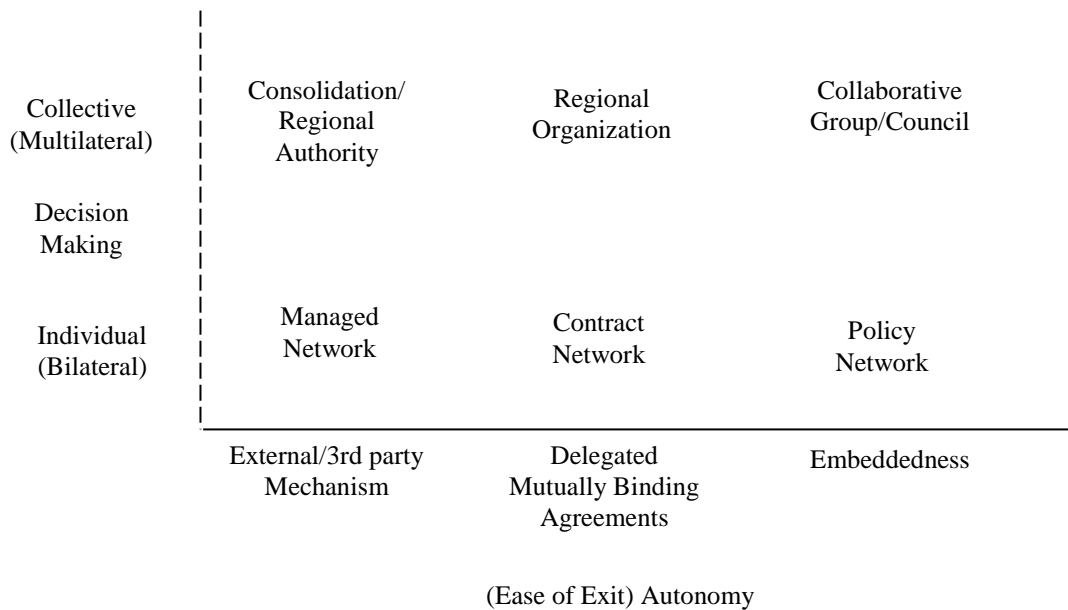 Collective
(Multilateral)
Consolidation/
Regional
Authority
Regional
Organization
Collaborative
Group/Council
Decision
Making
Individual
(Bilateral)
Managed
Network
Contract
Network
Policy
Network
External/3rd party
Mechanism
Delegated
Mutually Binding
Agreements
Embeddedness
(Ease of Exit) Autonomy